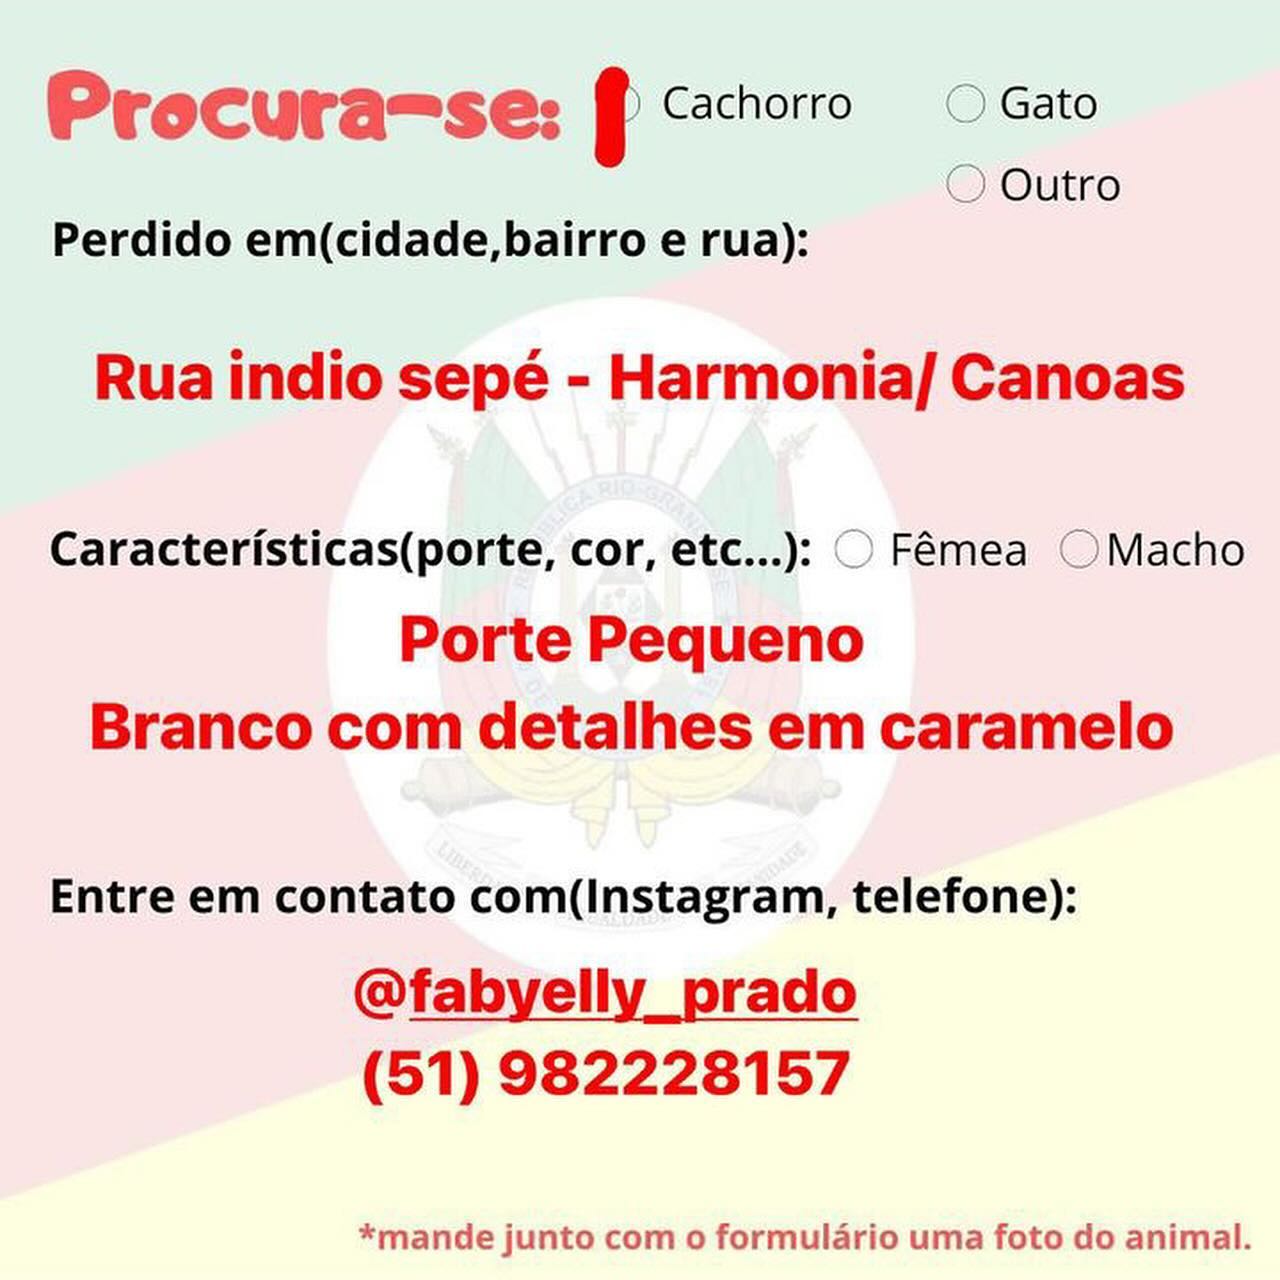 Procura-se: Cachorro Gato
Outro
Perdido em(cidade,bairro e rua):
Rua indio sepé - Harmonia/ Canoas
Características(porte, cor, etc...): Fêmea Macho
Porte Pequeno
Branco com detalhes em caramelo
Entre em contato com(Instagram, telefone):
@fabyelly_prado
(51) 982228157
*mande junto com o formulário uma foto do animal.